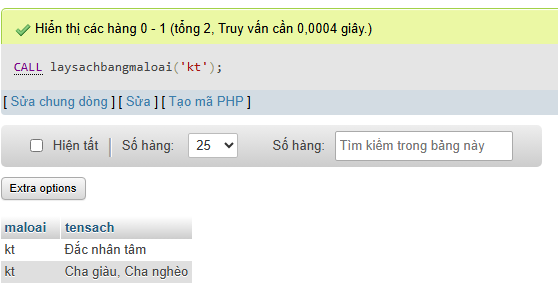 Hiển thị các hàng 0 - 1 (tổng 2, Truy vấn cần 0,0004 giây.)
CALL laysachbangmaloai('kt');
[ Sửa chung dòng ] [ Sửa ] [ Tạo mã PHP ]
Hiện tất | Số hàng: 25 Số hàng: Tìm kiếm trong bảng này
Extra options
maloai tensach
kt Đắc nhân tâm
kt Cha giàu, Cha nghèo